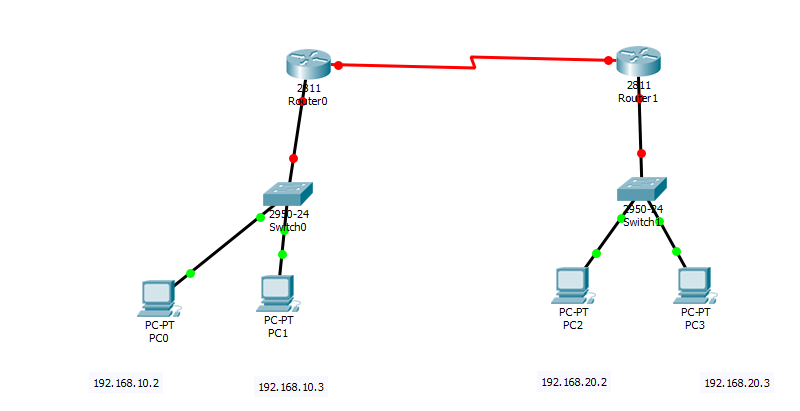 2811
Router0
2811
Router1
2950-24
Switch0
2950-24
Switch1
PC-PT
PC0
PC-PT
PC1
PC-PT
PC2
PC-PT
PC3
192.168.10.2
192.168.10.3
192.168.20.2
192.168.20.3